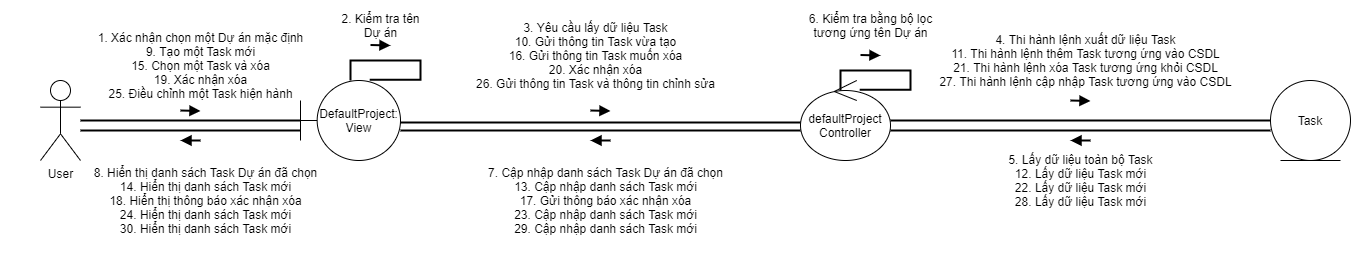 1. Xác nhận chọn một Dự án mặc định
9. Tạo một Task mới
15. Chọn một Task và xóa
19. Xác nhận xóa
25. Điều chỉnh một Task hiện hành
2. Kiểm tra tên
Dự án
3. Yêu cầu lấy dữ liệu Task
10. Gửi thông tin Task vừa tạo
16. Gửi thông tin Task muốn xóa
20. Xác nhận xóa
26. Gửi thông tin Task và thông tin chỉnh sửa
6. Kiểm tra bằng bộ lọc
tương ứng tên Dự án
4. Thi hành lệnh xuất dữ liệu Task
11. Thi hành lệnh thêm Task tương ứng vào CSDL
21. Thi hành lệnh xóa Task tương ứng khỏi CSDL
27. Thi hành lệnh cập nhập Task tương ứng vào CSDL
User
DefaultProject:
View
defaultProject
Controller
Task
8. Hiển thị danh sách Task Dự án đã chọn
14. Hiển thị danh sách Task mới
18. Hiển thị thông báo xác nhận xóa
24. Hiển thị danh sách Task mới
30. Hiển thị danh sách Task mới
7. Cập nhập danh sách Task Dự án đã chọn
13. Cập nhập danh sách Task mới
17. Gửi thông báo xác nhận xóa
23. Cập nhập danh sách Task mới
29. Cập nhập danh sách Task mới
5. Lấy dữ liệu toàn bộ Task
12. Lấy dữ liệu Task mới
22. Lấy dữ liệu Task mới
28. Lấy dữ liệu Task mới